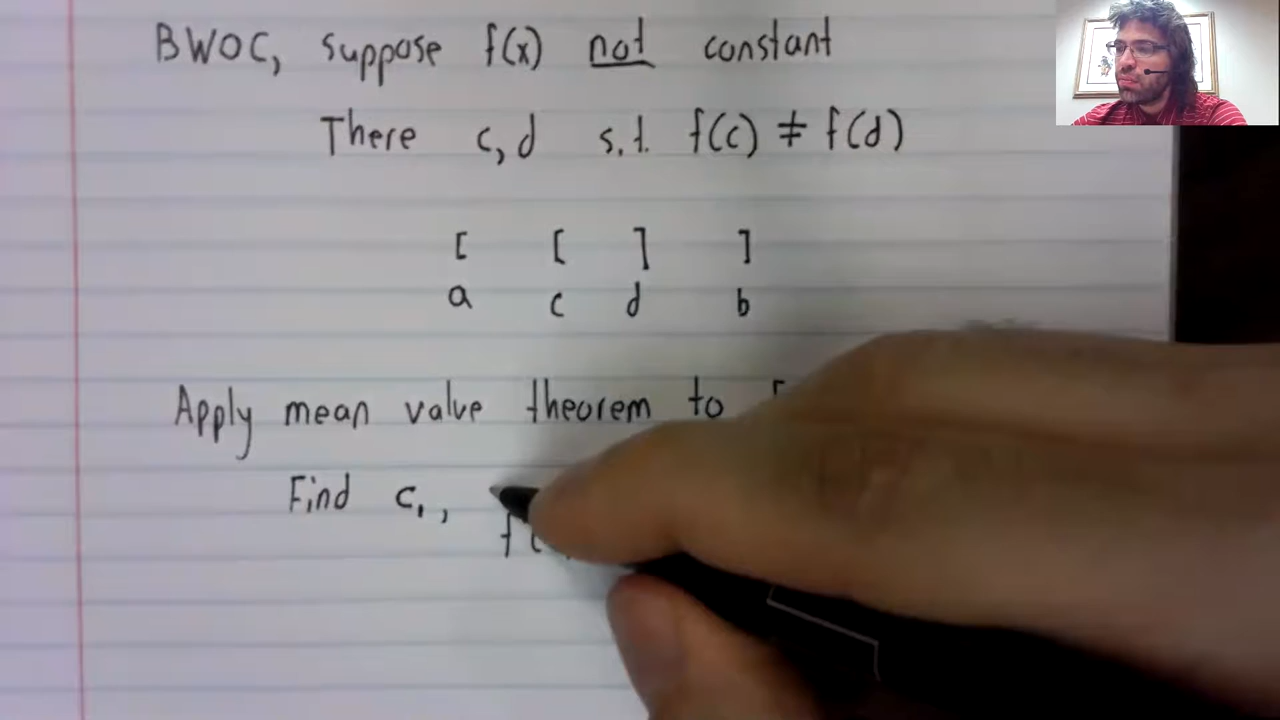 BWOC, suppose f(x) not constant
There c, d s.t. f(c) ≠ f(d)
[ [ ] ]
a c d b
Apply mean value theorem to [
Find c₁,
f(